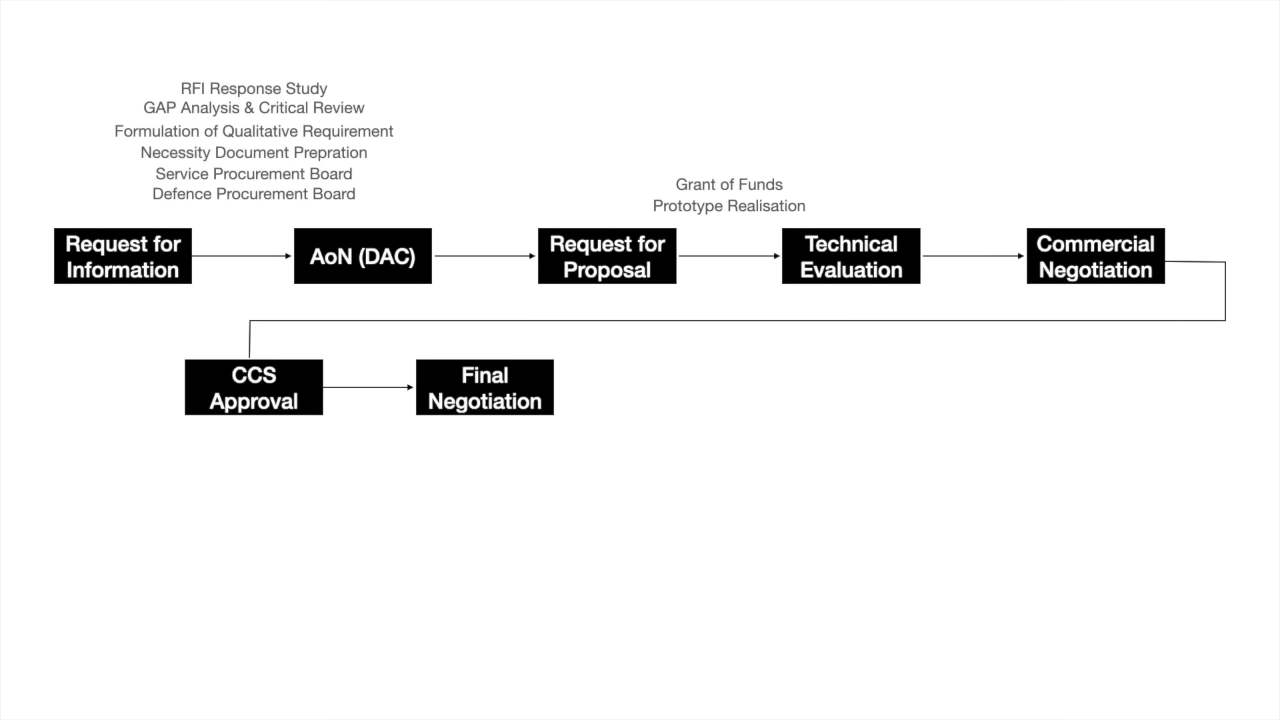 RFI Response Study
GAP Analysis & Critical Review
Formulation of Qualitative Requirement
Necessity Document Prepration
Service Procurement Board
Defence Procurement Board
Grant of Funds
Prototype Realisation
Request for
Information
AoN (DAC)
Request for
Proposal
Technical
Evaluation
Commercial
Negotiation
CCS
Approval
Final
Negotiation